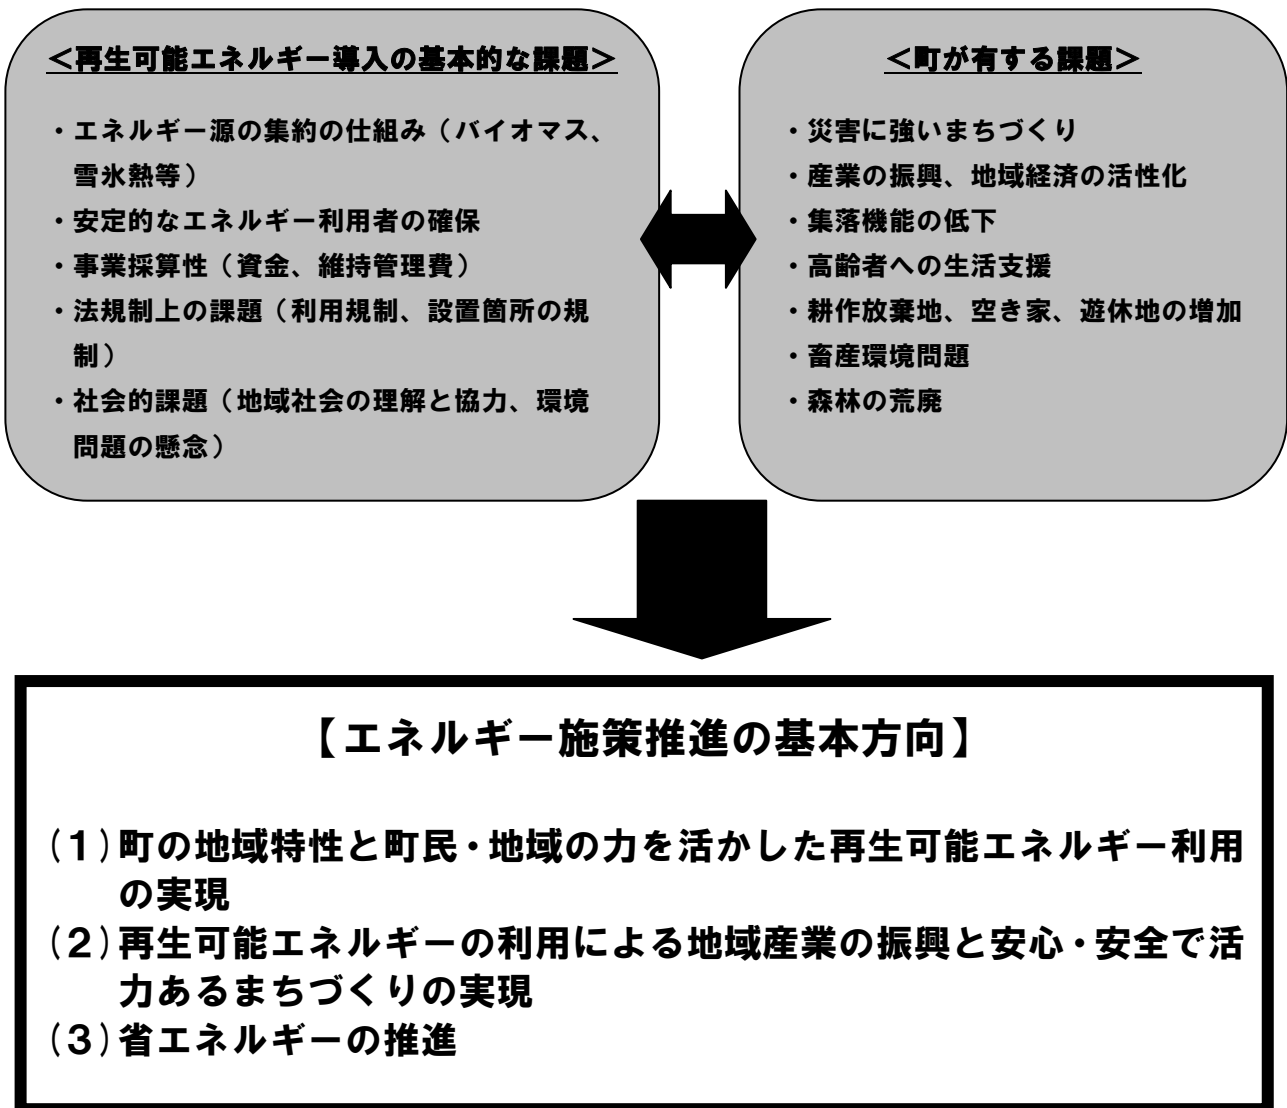 ＜再生可能エネルギー導入の基本的な課題＞
・エネルギー源の集約の仕組み（バイオマス、
雪氷熱等）
・安定的なエネルギー利用者の確保
・事業採算性（資金、維持管理費）
・法規制上の課題（利用規制、設置箇所の規
制）
・社会的課題（地域社会の理解と協力、環境
問題の懸念）
＜町が有する課題＞
・災害に強いまちづくり
・産業の振興、地域経済の活性化
・集落機能の低下
・高齢者への生活支援
・耕作放棄地、空き家、遊休地の増加
・畜産環境問題
・森林の荒廃
【エネルギー施策推進の基本方向】
（１）町の地域特性と町民・地域の力を活かした再生可能エネルギー利用
の実現
（２）再生可能エネルギーの利用による地域産業の振興と安心・安全で活
力あるまちづくりの実現
（３）省エネルギーの推進